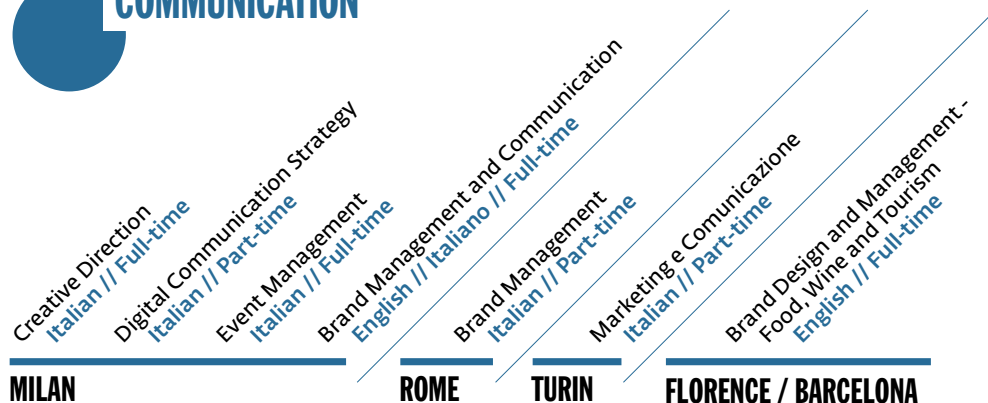 COMMUNICATION
Creative Direction
Italian // Full-time
Digital Communication Strategy
Italian // Part-time
Event Management
Italian // Full-time
Brand Management and Communication
English // Italiano // Full-time
Brand Management
Italian // Part-time
Marketing e Comunicazione
Italian // Part-time
Brand Design and Management -
Food, Wine and Tourism
English // Full-time
MILAN
ROME
TURIN
FLORENCE / BARCELONA